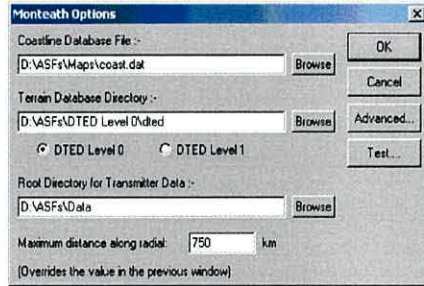 Monteath Options
Coastline Database File :-
D:\ASFs\Maps\coast.dat
Browse
OK
Cancel
Terrain Database Directory :-
D:\ASFs\DTED Level 0\dted
Browse
Advanced...
DTED Level 0
DTED Level 1
Test...
Root Directory for Transmitter Data :-
D:\ASFs\Data
Browse
Maximum distance along radial: 750 km
(Overrides the value in the previous window)